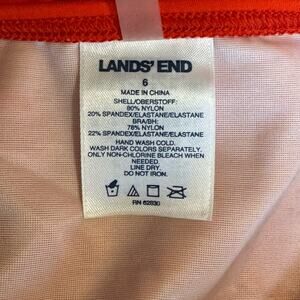 LANDS' END
6
MADE IN CHINA
SHELL/OBERSTOFF:
80% NYLON
20% SPANDEX/ELASTANE/ELASTANE
BRA/BH:
78% NYLON
22% SPANDEX/ELASTANE/ELASTANE
HAND WASH COLD.
WASH DARK COLORS SEPARATELY.
ONLY NON-CHLORINE BLEACH WHEN
NEEDED.
LINE DRY.
DO NOT IRON.
RN 62830